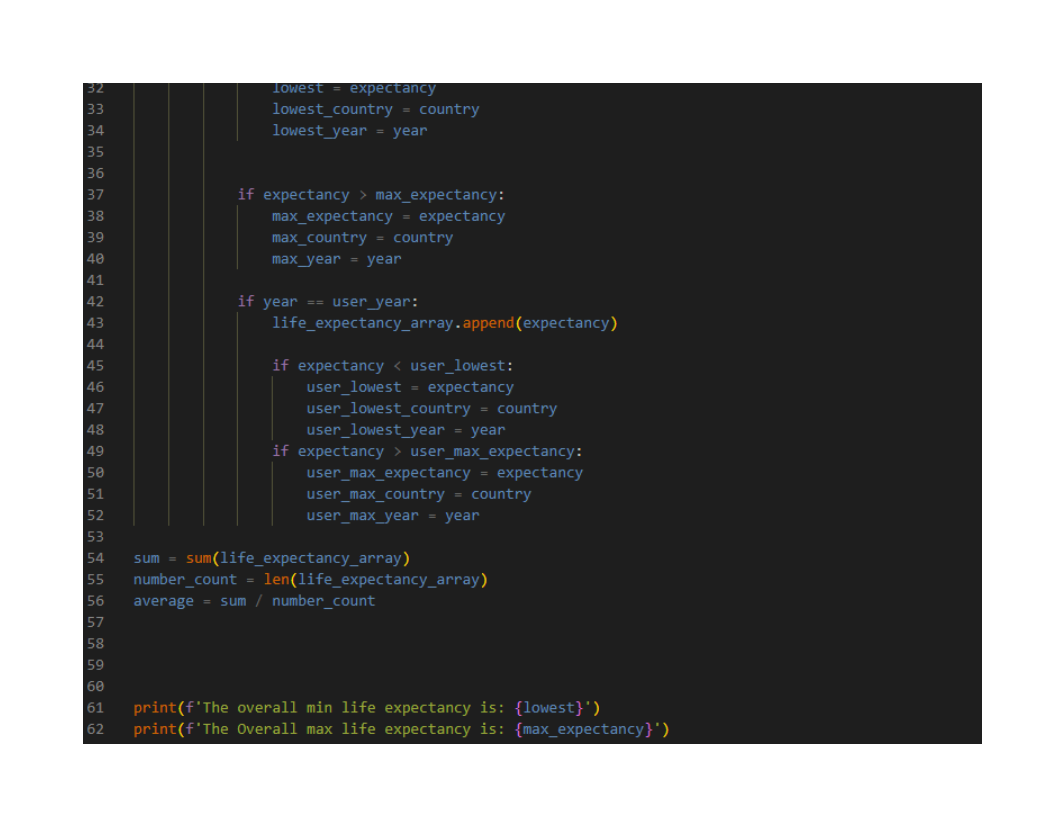 32 lowest = expectancy
33 lowest_country = country
34 lowest_year = year
35
36
37 if expectancy > max_expectancy:
38 max_expectancy = expectancy
39 max_country = country
40 max_year = year
41
42 if year == user_year:
43 life_expectancy_array.append(expectancy)
44
45 if expectancy < user_lowest:
46 user_lowest = expectancy
47 user_lowest_country = country
48 user_lowest_year = year
49 if expectancy > user_max_expectancy:
50 user_max_expectancy = expectancy
51 user_max_country = country
52 user_max_year = year
53
54 sum = sum(life_expectancy_array)
55 number_count = len(life_expectancy_array)
56 average = sum / number_count
57
58
59
60
61 print(f'The overall min life expectancy is: {lowest}')
62 print(f'The Overall max life expectancy is: {max_expectancy}')